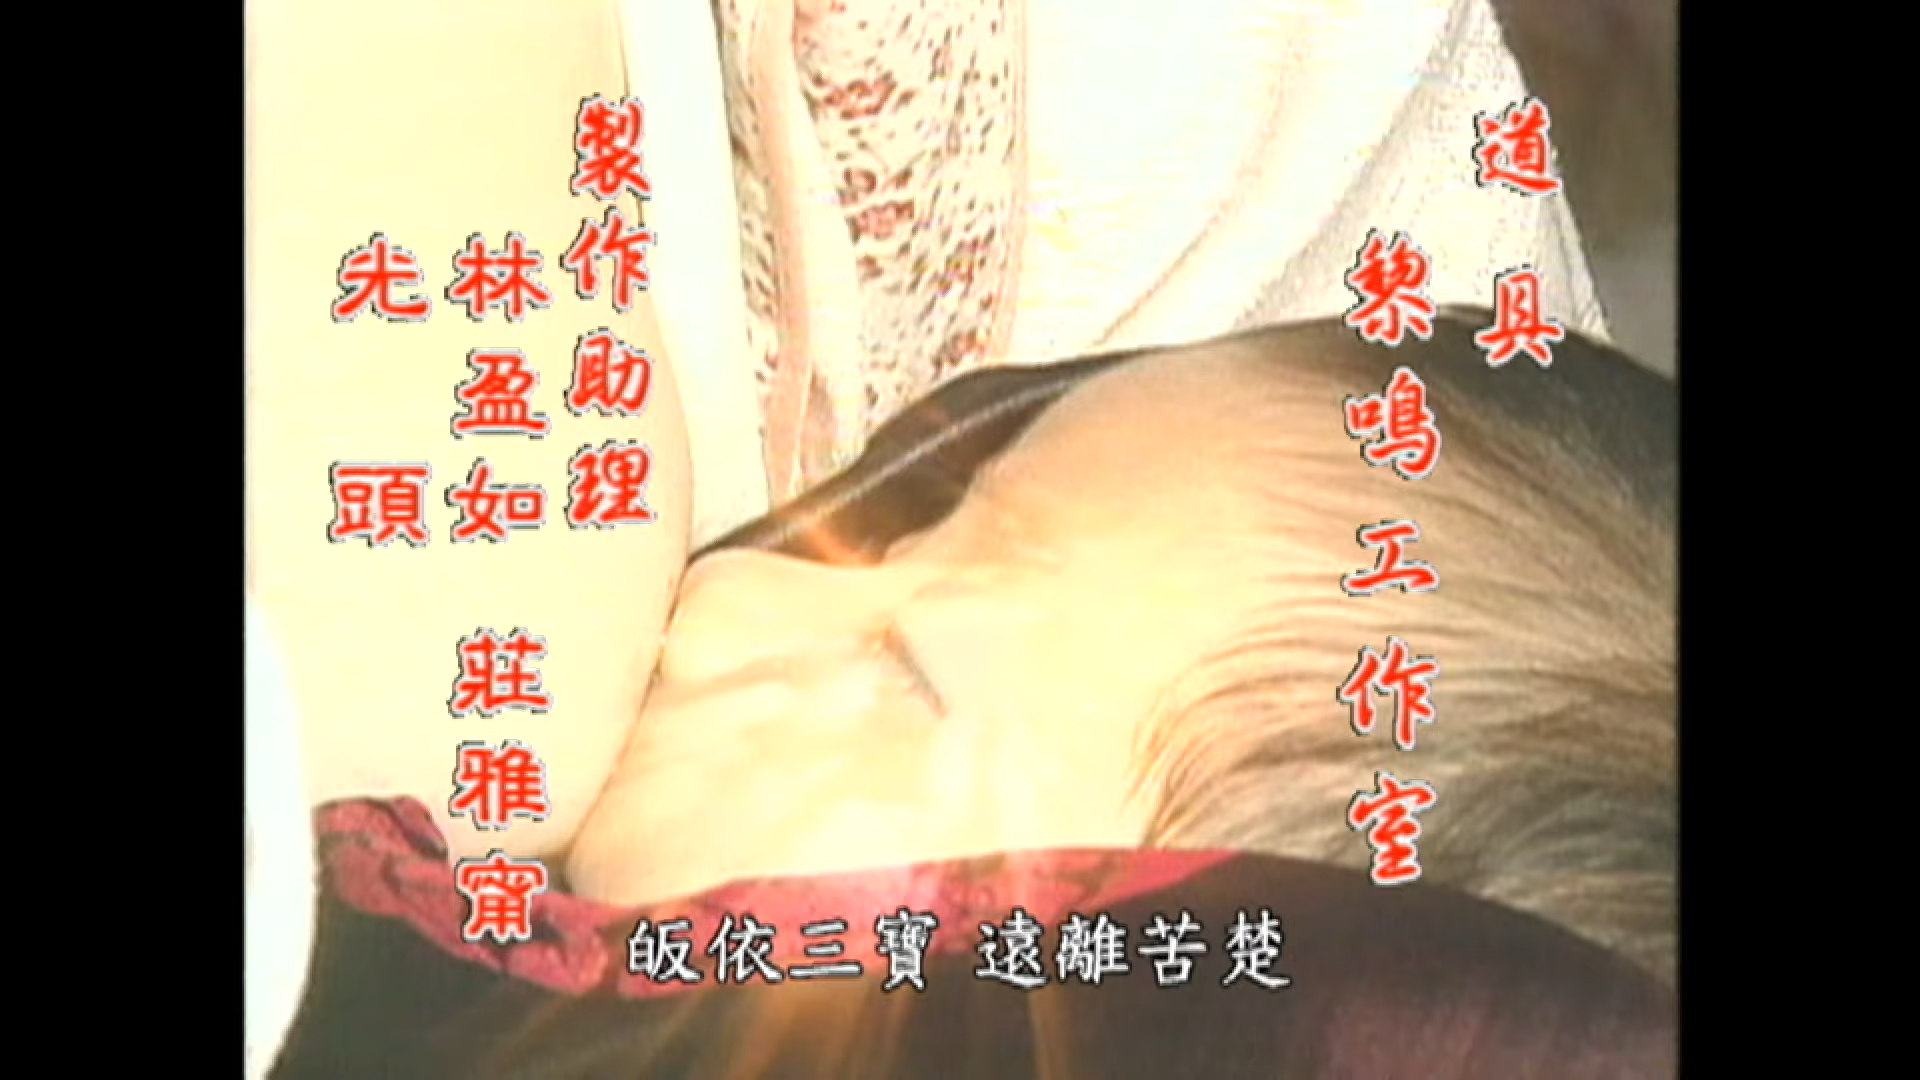 道具
黎鳴工作室
製作助理
林盈如 莊雅甯
光頭
皈依三寶 遠離苦楚